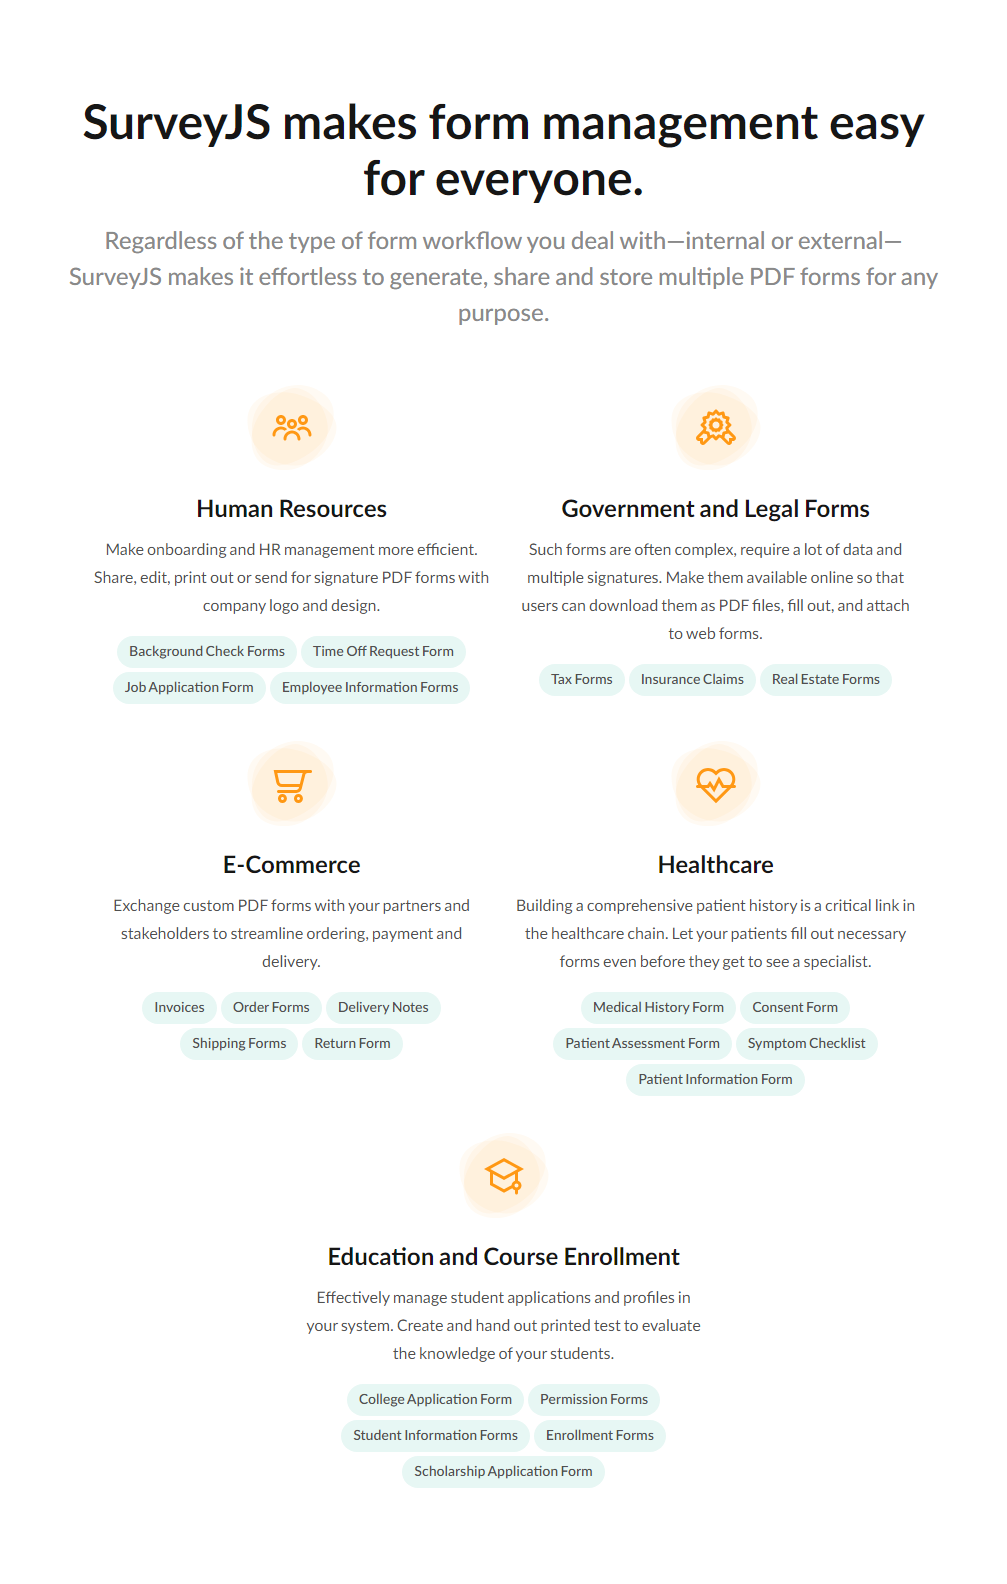 SurveyJS makes form management easy
for everyone.
Regardless of the type of form workflow you deal with—internal or external—
SurveyJS makes it effortless to generate, share and store multiple PDF forms for any
purpose.
Human Resources
Make onboarding and HR management more efficient.
Share, edit, print out or send for signature PDF forms with
company logo and design.
Background Check Forms
Time Off Request Form
Job Application Form
Employee Information Forms
Government and Legal Forms
Such forms are often complex, require a lot of data and
multiple signatures. Make them available online so that
users can download them as PDF files, fill out, and attach
to web forms.
Tax Forms
Insurance Claims
Real Estate Forms
E-Commerce
Exchange custom PDF forms with your partners and
stakeholders to streamline ordering, payment and
delivery.
Invoices
Order Forms
Delivery Notes
Shipping Forms
Return Form
Healthcare
Building a comprehensive patient history is a critical link in
the healthcare chain. Let your patients fill out necessary
forms even before they get to see a specialist.
Medical History Form
Consent Form
Patient Assessment Form
Symptom Checklist
Patient Information Form
Education and Course Enrollment
Effectively manage student applications and profiles in
your system. Create and hand out printed test to evaluate
the knowledge of your students.
College Application Form
Permission Forms
Student Information Forms
Enrollment Forms
Scholarship Application Form